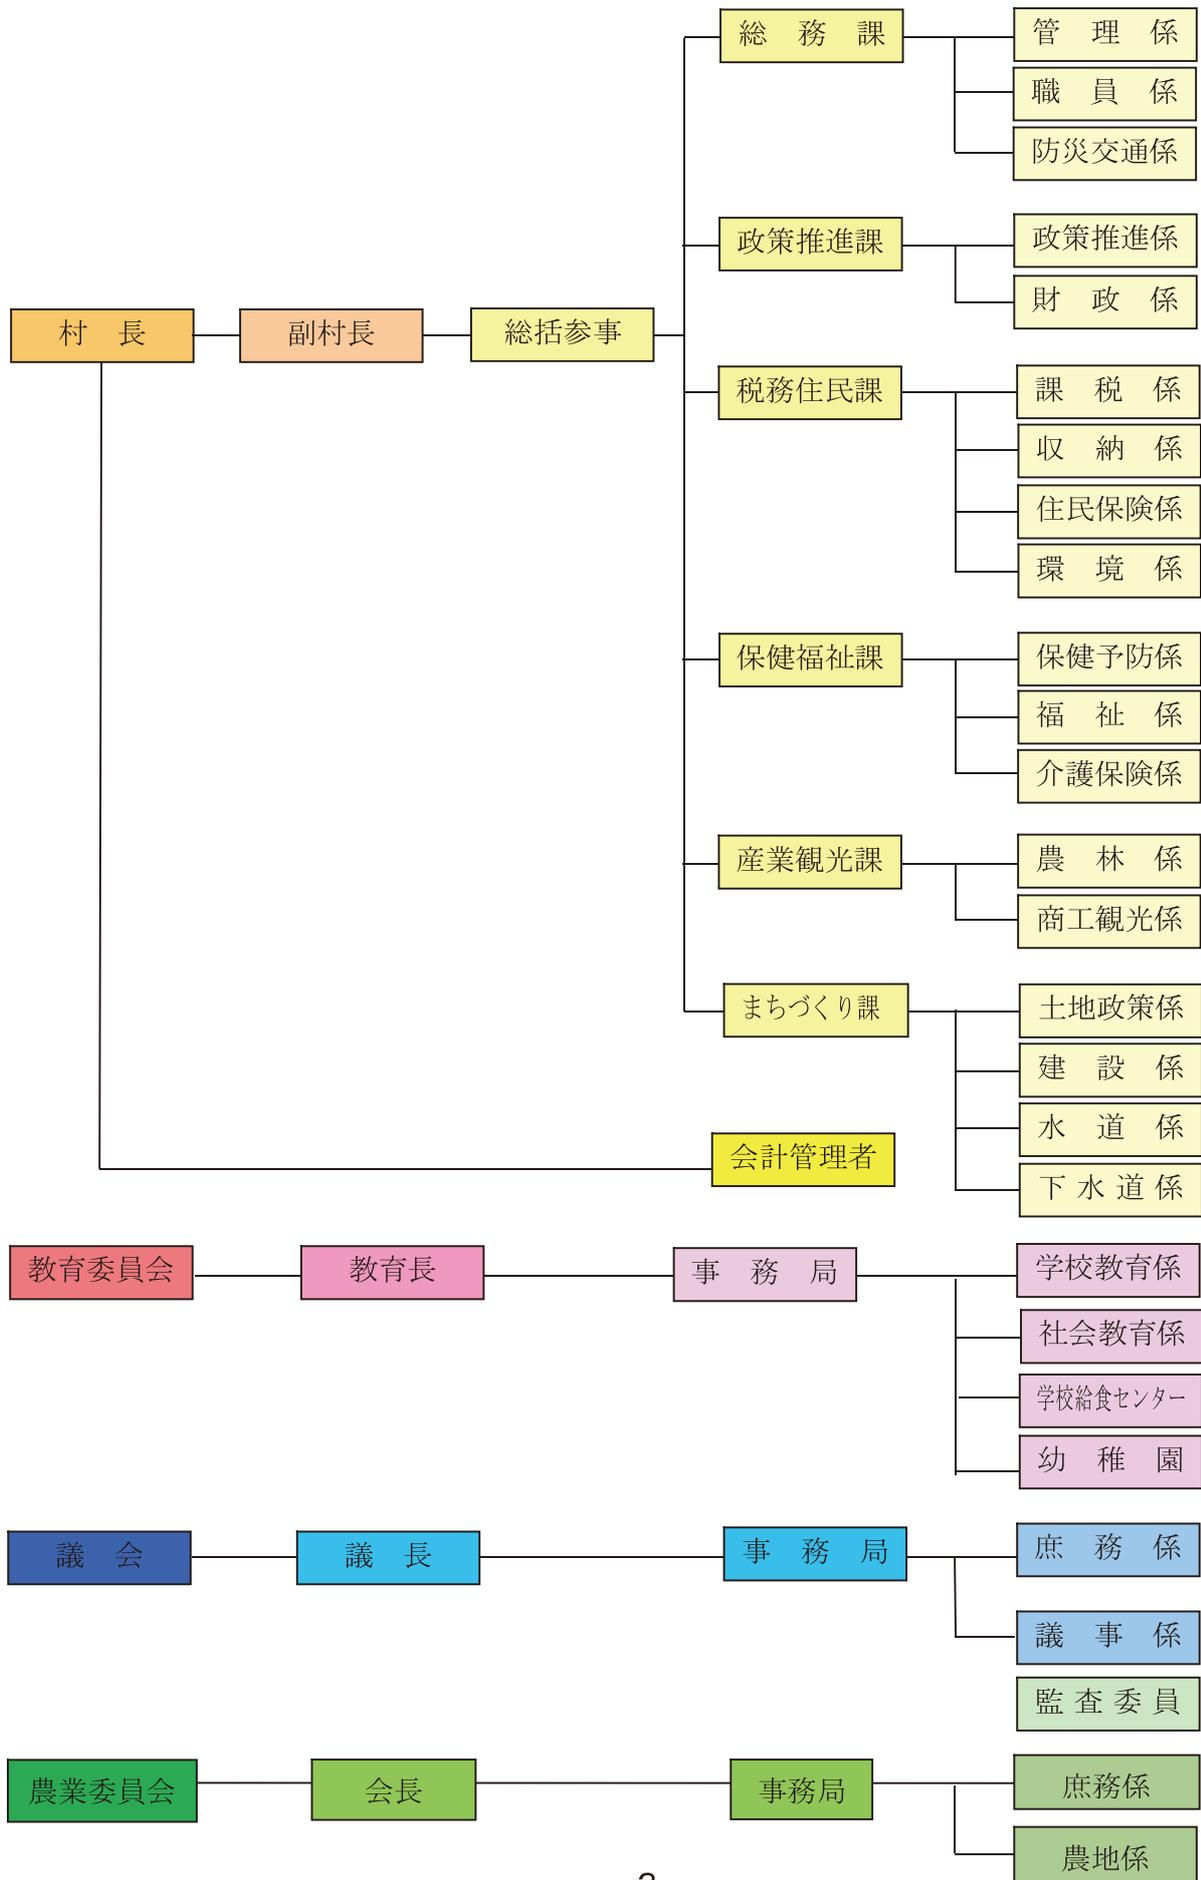 総務課
管理係
職員係
防災交通係
政策推進課
政策推進係
財政係
村長
副村長
総括参事
税務住民課
課税係
収納係
住民保険係
環境係
保健福祉課
保健予防係
福祉係
介護保険係
産業観光課
農林係
商工観光係
まちづくり課
土地政策係
建設係
水道係
下水道係
会計管理者
教育委員会
教育長
事務局
学校教育係
社会教育係
学校給食センター
幼稚園
議会
議長
事務局
庶務係
議事係
監査委員
農業委員会
会長
事務局
庶務係
農地係